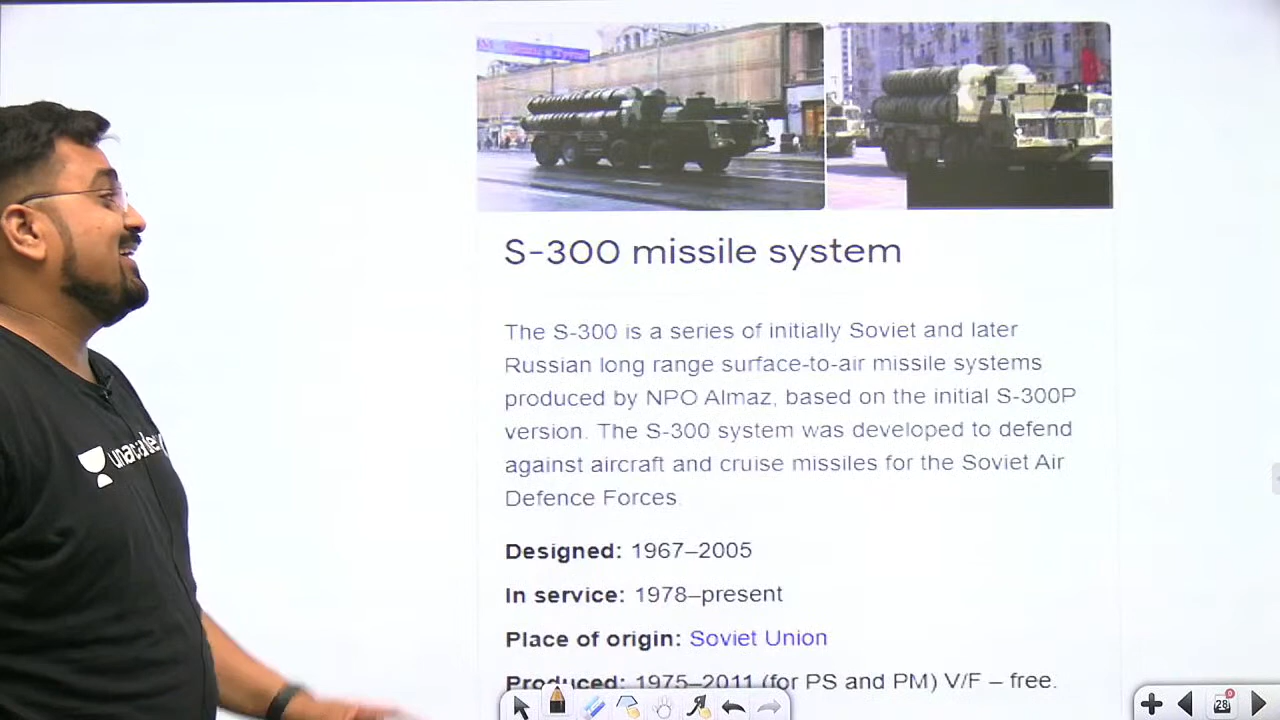 S-300 missile system
The S-300 is a series of initially Soviet and later
Russian long range surface-to-air missile systems
produced by NPO Almaz, based on the initial S-300P
version. The S-300 system was developed to defend
against aircraft and cruise missiles for the Soviet Air
Defence Forces.
Designed: 1967–2005
In service: 1978–present
Place of origin: Soviet Union
Produced: 1975–2011 (for PS and PM) V/F – free.
unacademy
28